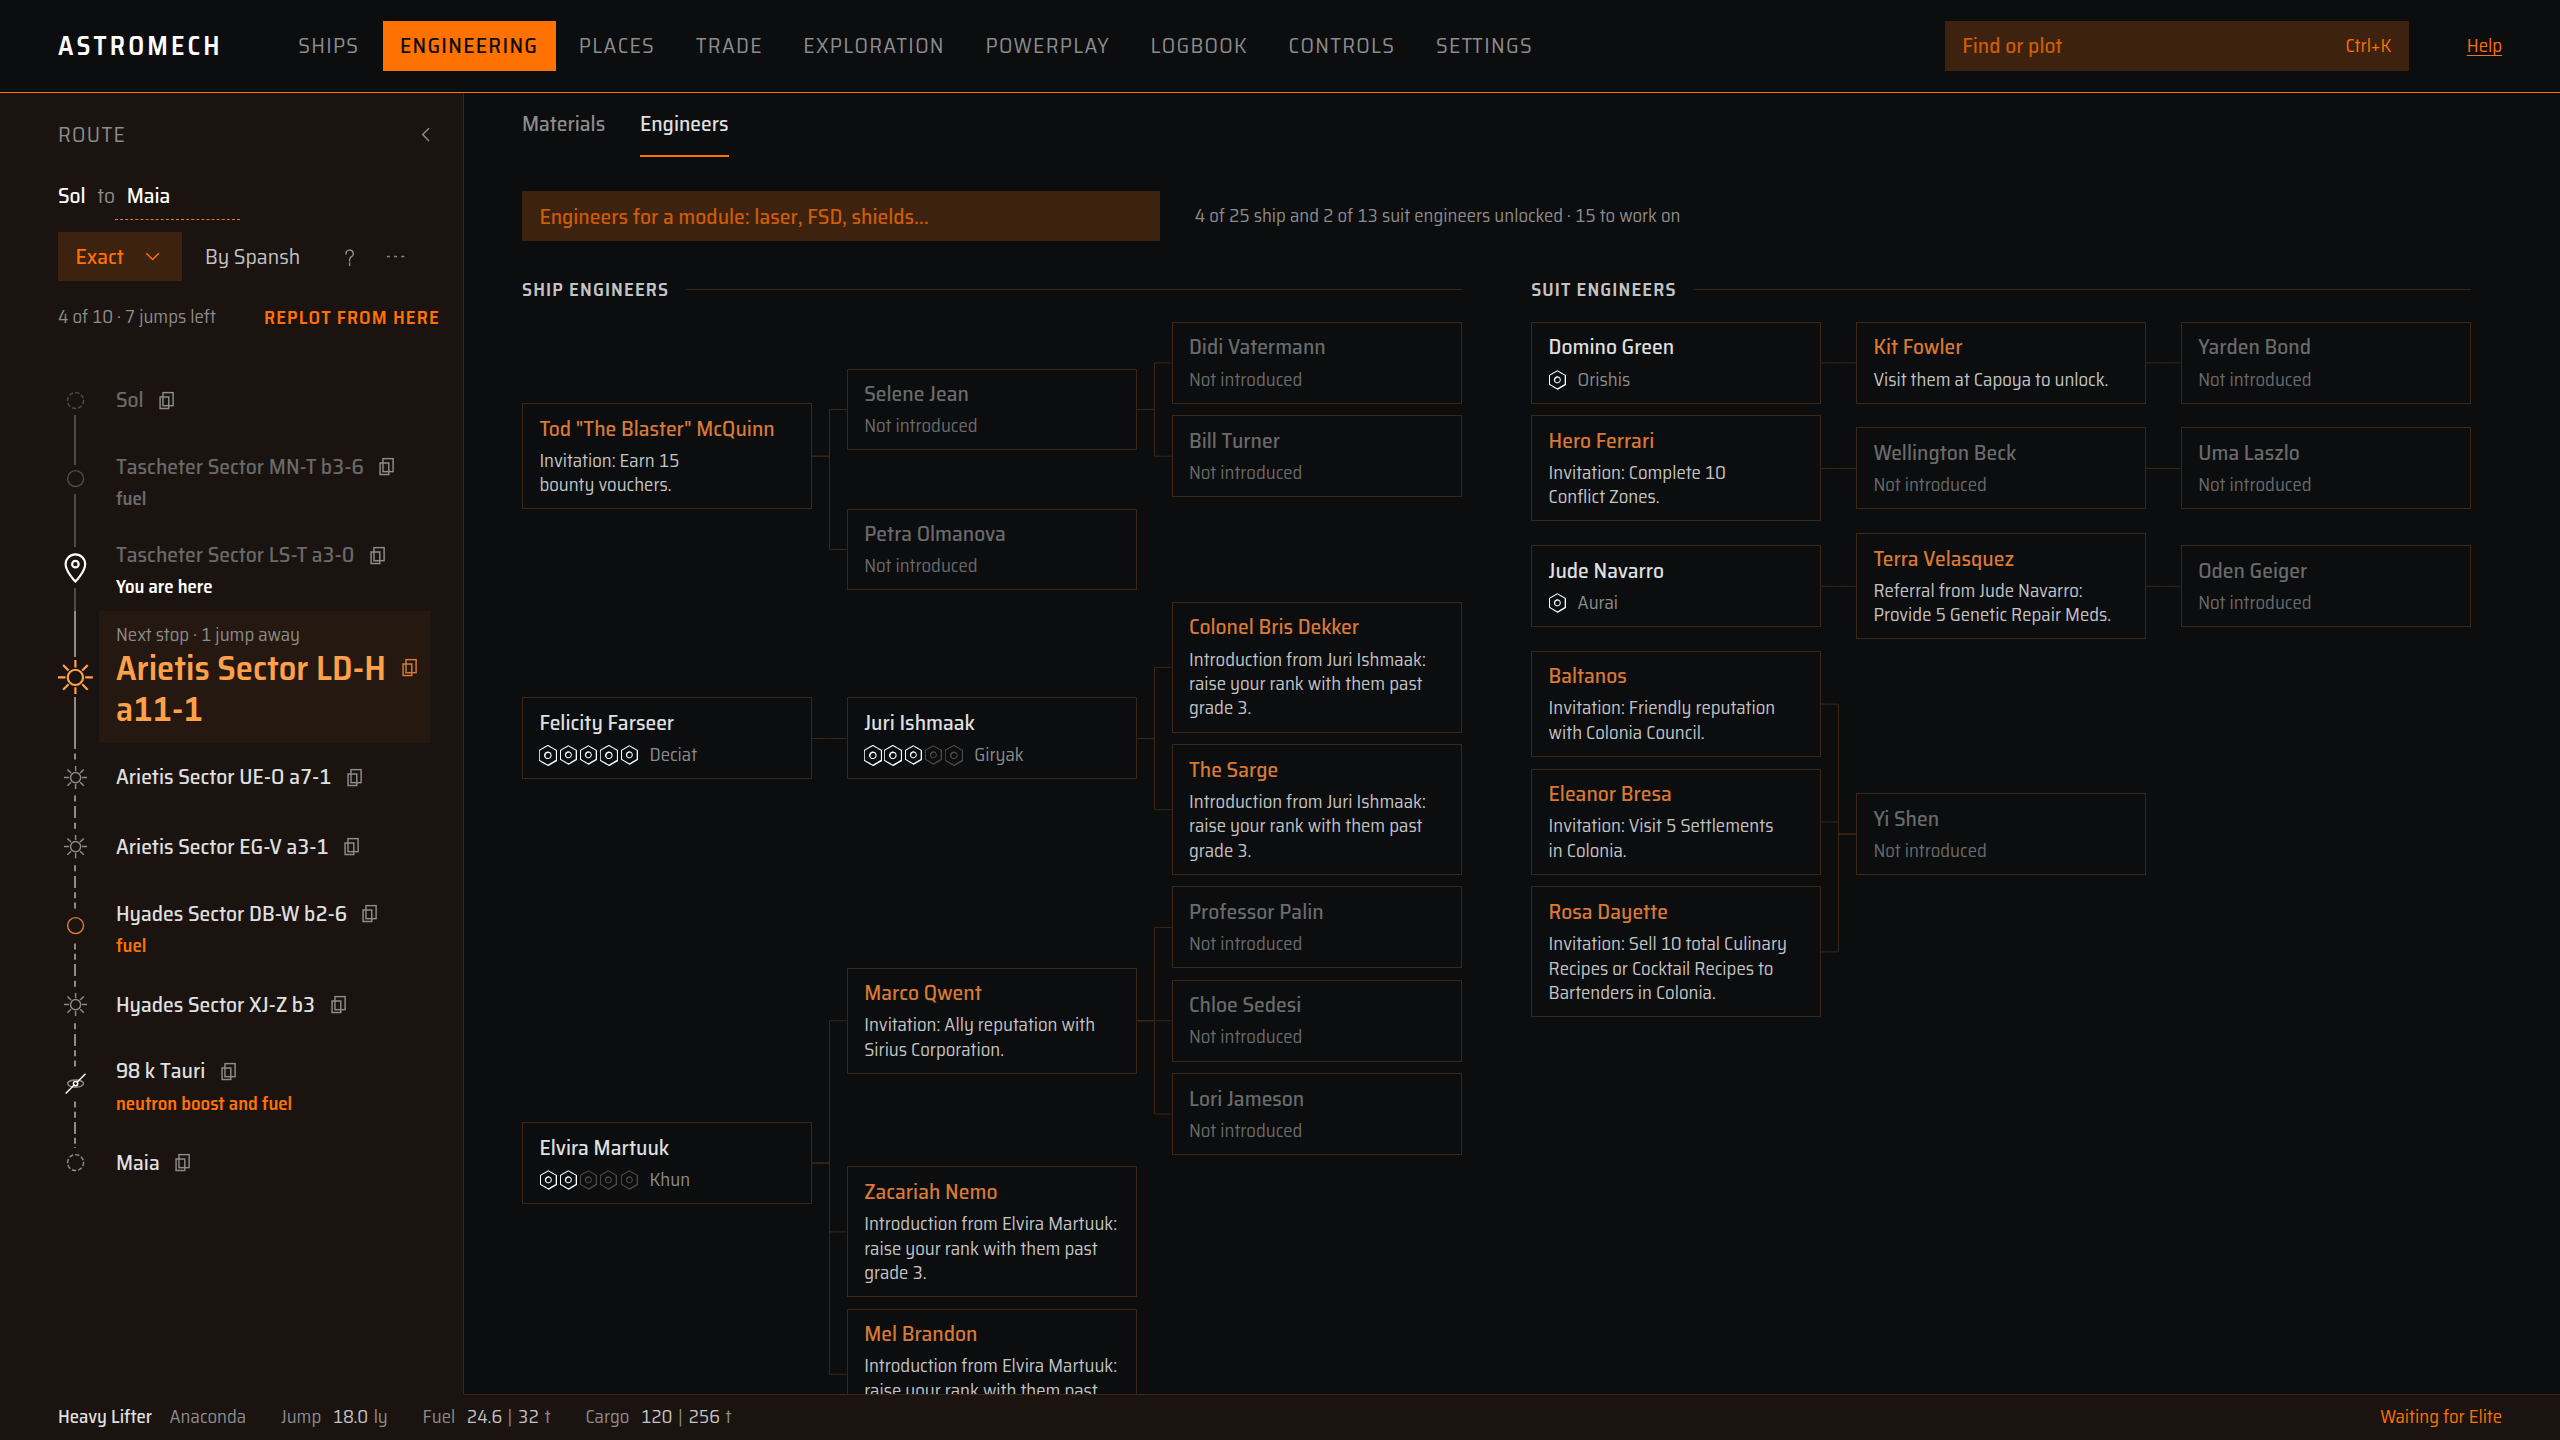 ASTROMECH
SHIPS
ENGINEERING
PLACES
TRADE
EXPLORATION
POWERPLAY
LOGBOOK
CONTROLS
SETTINGS
Find or plot
Ctrl+K
Help
ROUTE
Sol to Maia
Exact
By Spansh
?
...
4 of 10 · 7 jumps left
REPLOT FROM HERE
Sol
Tascheter Sector MN-T b3-6
fuel
Tascheter Sector LS-T a3-0
You are here
Next stop · 1 jump away
Arietis Sector LD-H
a11-1
Arietis Sector UE-O a7-1
Arietis Sector EG-V a3-1
Hyades Sector DB-W b2-6
fuel
Hyades Sector XJ-Z b3
98 k Tauri
neutron boost and fuel
Maia
Materials
Engineers
Engineers for a module: laser, FSD, shields...
4 of 25 ship and 2 of 13 suit engineers unlocked · 15 to work on
SHIP ENGINEERS
Tod "The Blaster" McQuinn
Invitation: Earn 15
bounty vouchers.
Selene Jean
Not introduced
Didi Vatermann
Not introduced
Bill Turner
Not introduced
Petra Olmanova
Not introduced
Felicity Farseer
Deciat
Juri Ishmaak
Giryak
Colonel Bris Dekker
Introduction from Juri Ishmaak:
raise your rank with them past
grade 3.
The Sarge
Introduction from Juri Ishmaak:
raise your rank with them past
grade 3.
Elvira Martuuk
Khun
Marco Qwent
Invitation: Ally reputation with
Sirius Corporation.
Professor Palin
Not introduced
Chloe Sedesi
Not introduced
Lori Jameson
Not introduced
Zacariah Nemo
Introduction from Elvira Martuuk:
raise your rank with them past
grade 3.
Mel Brandon
Introduction from Elvira Martuuk:
raise your rank with them past
SUIT ENGINEERS
Domino Green
Orishis
Kit Fowler
Visit them at Capoya to unlock.
Yarden Bond
Not introduced
Hero Ferrari
Invitation: Complete 10
Conflict Zones.
Wellington Beck
Not introduced
Uma Laszlo
Not introduced
Jude Navarro
Aurai
Terra Velasquez
Referral from Jude Navarro:
Provide 5 Genetic Repair Meds.
Oden Geiger
Not introduced
Baltanos
Invitation: Friendly reputation
with Colonia Council.
Eleanor Bresa
Invitation: Visit 5 Settlements
in Colonia.
Rosa Dayette
Invitation: Sell 10 total Culinary
Recipes or Cocktail Recipes to
Bartenders in Colonia.
Yi Shen
Not introduced
Heavy Lifter Anaconda Jump 18.0 ly Fuel 24.6 | 32 t Cargo 120 | 256 t
Waiting for Elite